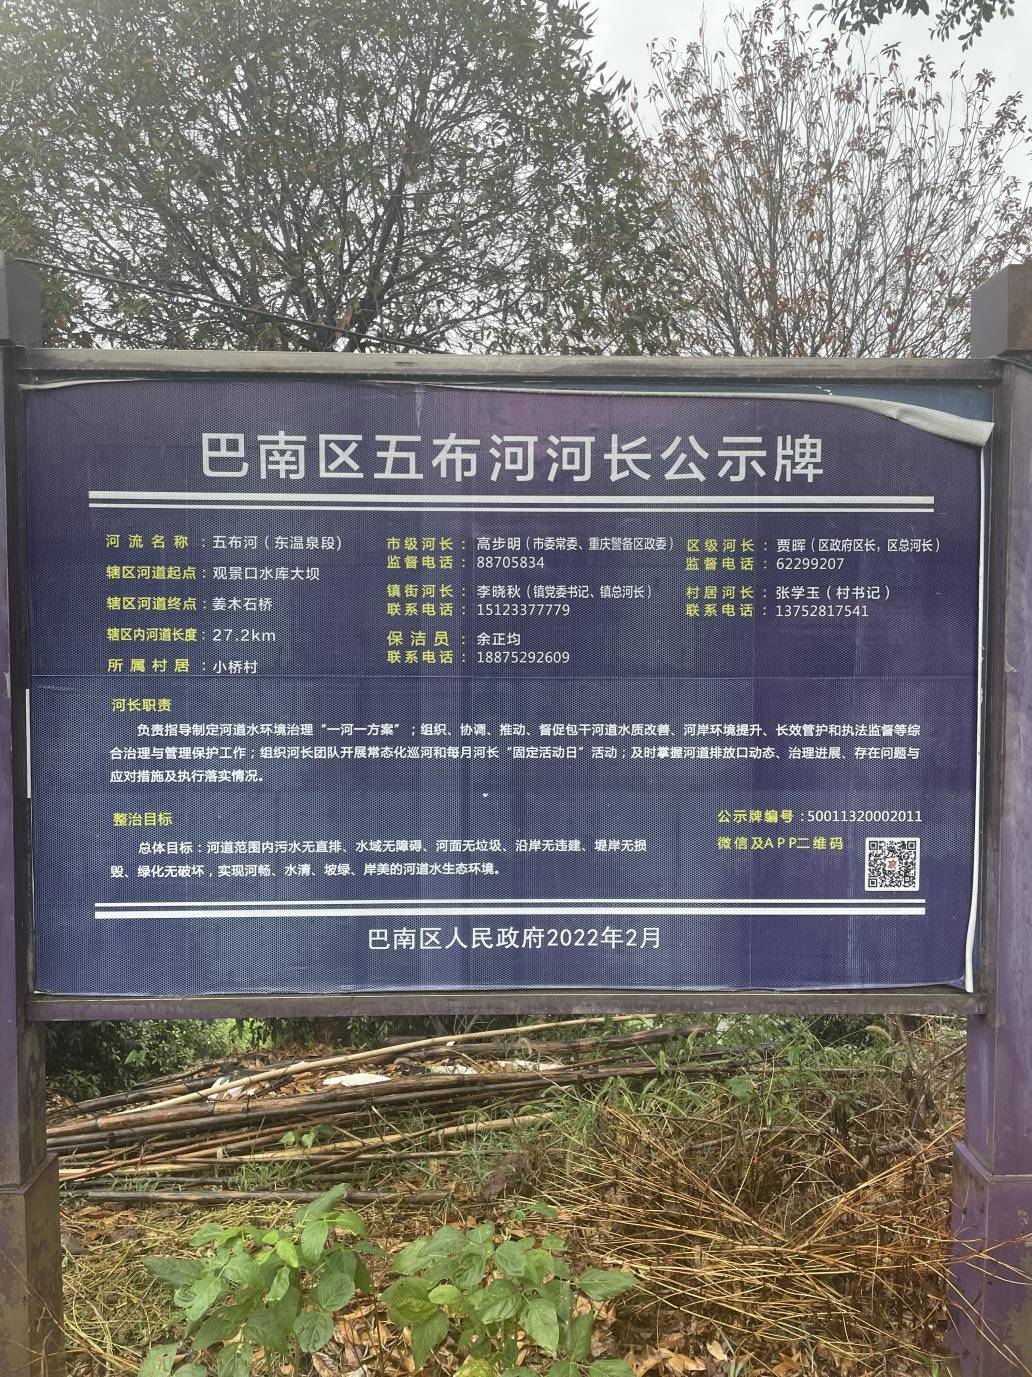 巴南区五布河河长公示牌
河流名称：五布河（东温泉段）
辖区河道起点：观景口水库大坝
辖区河道终点：姜木石桥
辖区内河道长度：27.2km
所属村居：小桥村
市级河长：高步明（市委常委、重庆警备区政委）
监督电话：88705834
镇街河长：李晓秋（镇党委书记、镇总河长）
联系电话：15123377779
保洁员：余正均
联系电话：18875292609
区级河长：贾晖（区政府区长，区总河长）
监督电话：62299207
村居河长：张学玉（村书记）
联系电话：13752817541
河长职责
负责指导制定河道水环境治理“一河一方案”；组织、协调、推动、督促包干河道水质改善、河岸环境提升、长效管护和执法监督等综
合治理与管理保护工作；组织河长团队开展常态化巡河和每月河长“固定活动日”活动；及时掌握河道排放口动态、治理进展、存在问题与
应对措施及执行落实情况。
整治目标
总体目标：河道范围内污水无直排、水域无障碍、河面无垃圾、沿岸无违建、堤岸无损
毁、绿化无破坏，实现河畅、水清、坡绿、岸美的河道水生态环境。
公示牌编号：50011320002011
微信及APP二维码
巴南区人民政府2022年2月